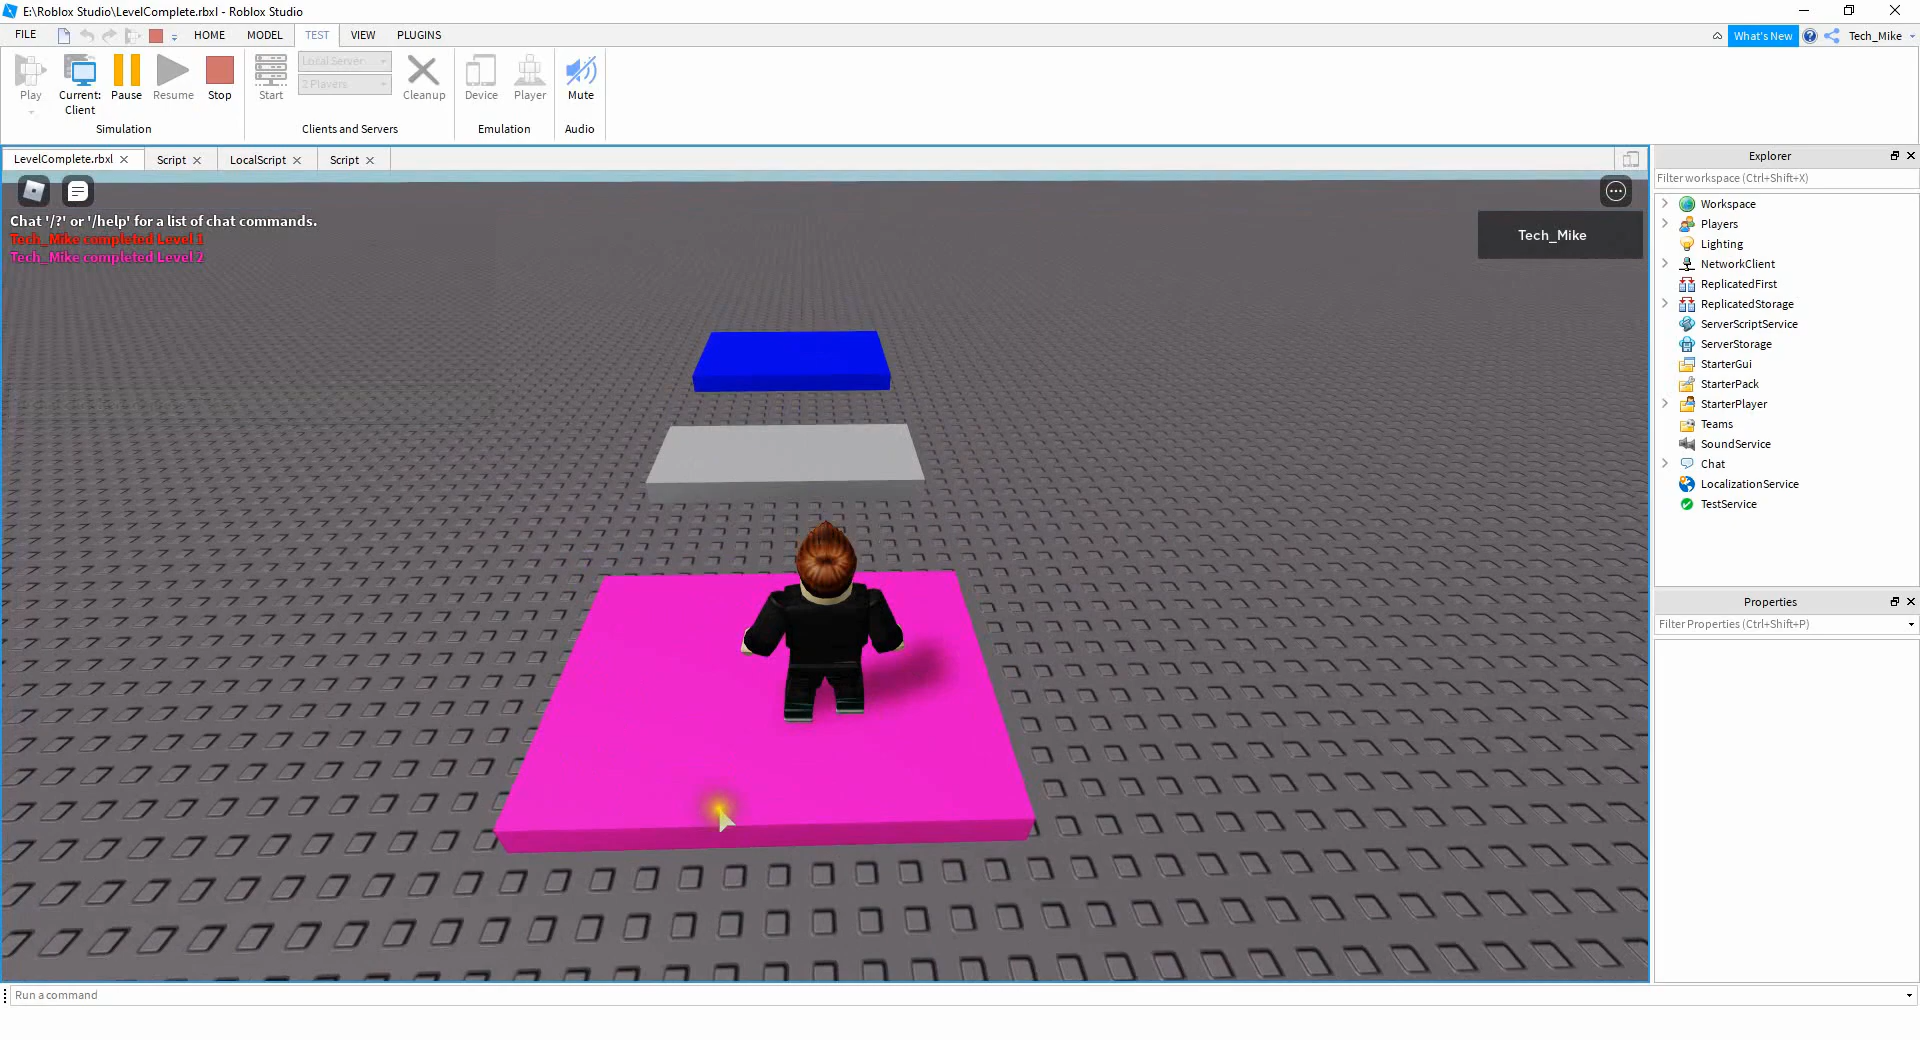 E:\Roblox Studio\LevelComplete.rbxl - Roblox Studio
FILE HOME MODEL TEST VIEW PLUGINS What's New Tech_Mike
Play Current: Client Pause Resume Stop Start Local Server 2 Players Cleanup Device Player Mute
Simulation Clients and Servers Emulation Audio
LevelComplete.rbxl Script LocalScript Script
Chat '/?' or '/help' for a list of chat commands.
Tech_Mike completed Level 1
Tech_Mike completed Level 2
Tech_Mike
Explorer
Filter workspace (Ctrl+Shift+X)
Workspace
Players
Lighting
NetworkClient
ReplicatedFirst
ReplicatedStorage
ServerScriptService
ServerStorage
StarterGui
StarterPack
StarterPlayer
Teams
SoundService
Chat
LocalizationService
TestService
Properties
Filter Properties (Ctrl+Shift+P)
Run a command